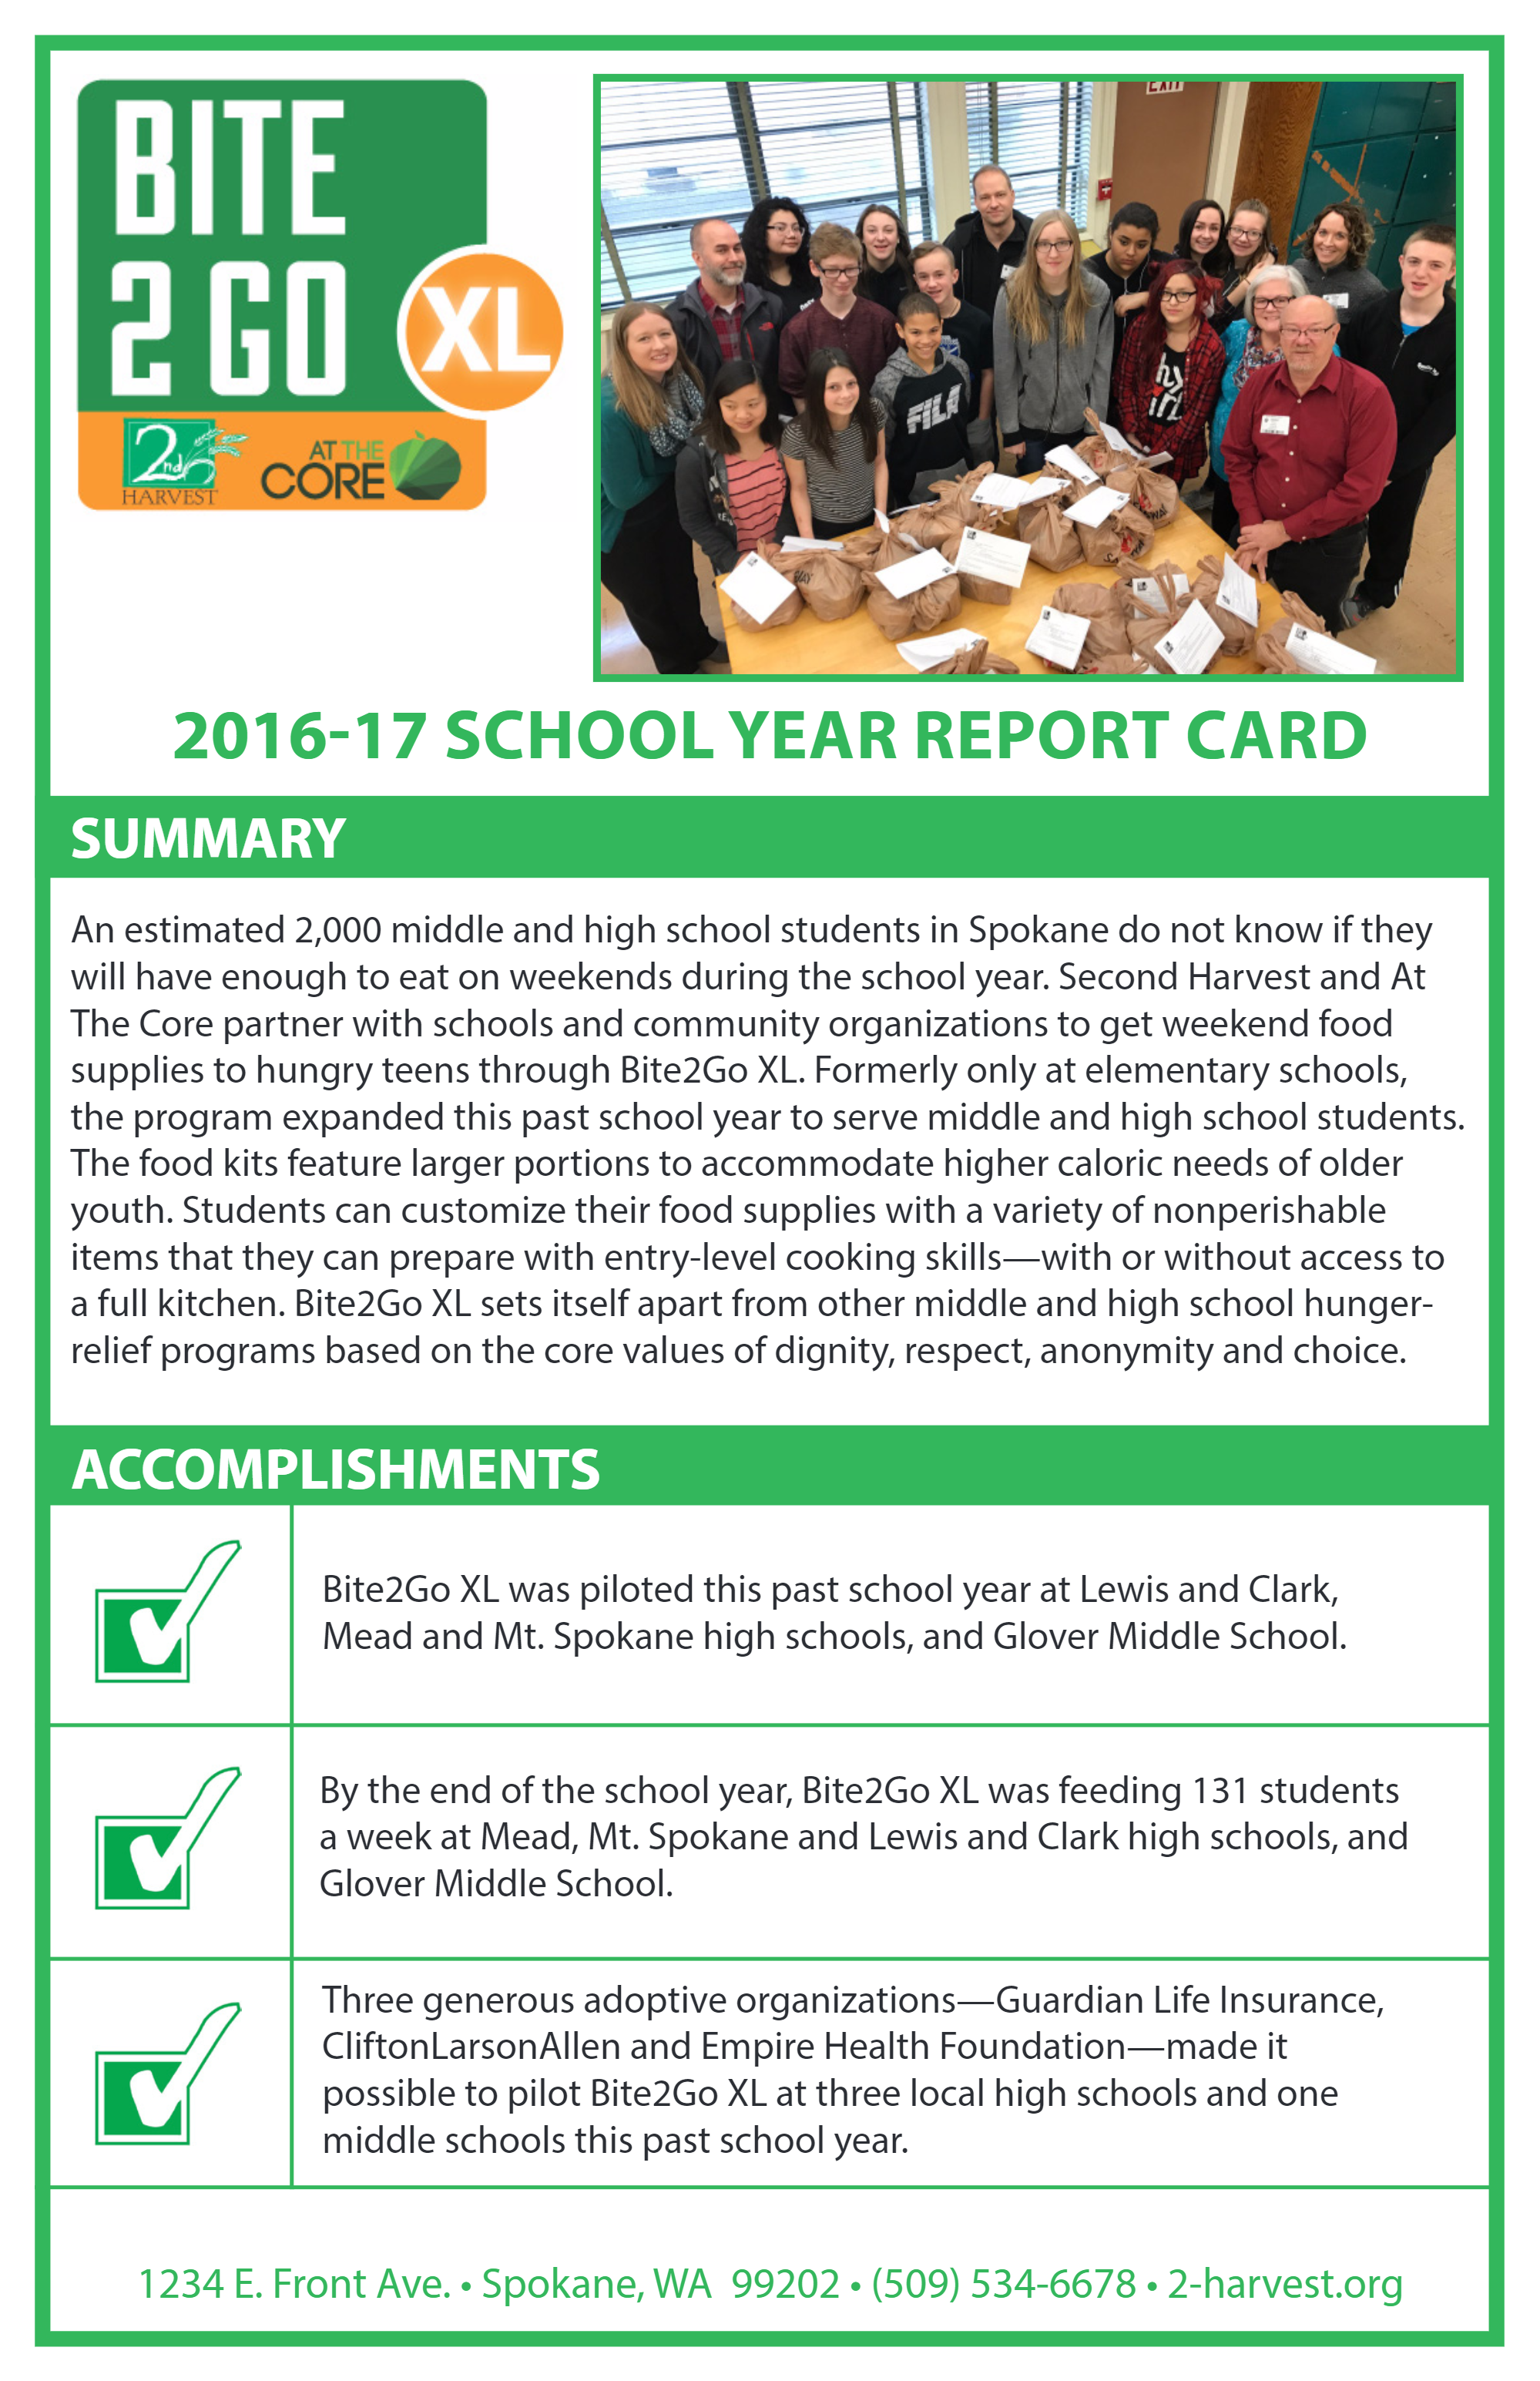 BITE
2 GO
XL
2nd
HARVEST
AT THE
CORE
EXIT
FILA
2016-17 SCHOOL YEAR REPORT CARD
SUMMARY
An estimated 2,000 middle and high school students in Spokane do not know if they
will have enough to eat on weekends during the school year. Second Harvest and At
The Core partner with schools and community organizations to get weekend food
supplies to hungry teens through Bite2Go XL. Formerly only at elementary schools,
the program expanded this past school year to serve middle and high school students.
The food kits feature larger portions to accommodate higher caloric needs of older
youth. Students can customize their food supplies with a variety of nonperishable
items that they can prepare with entry-level cooking skills—with or without access to
a full kitchen. Bite2Go XL sets itself apart from other middle and high school hunger-
relief programs based on the core values of dignity, respect, anonymity and choice.
ACCOMPLISHMENTS
Bite2Go XL was piloted this past school year at Lewis and Clark,
Mead and Mt. Spokane high schools, and Glover Middle School.
By the end of the school year, Bite2Go XL was feeding 131 students
a week at Mead, Mt. Spokane and Lewis and Clark high schools, and
Glover Middle School.
Three generous adoptive organizations—Guardian Life Insurance,
CliftonLarsonAllen and Empire Health Foundation—made it
possible to pilot Bite2Go XL at three local high schools and one
middle schools this past school year.
1234 E. Front Ave. • Spokane, WA  99202 • (509) 534-6678 • 2-harvest.org